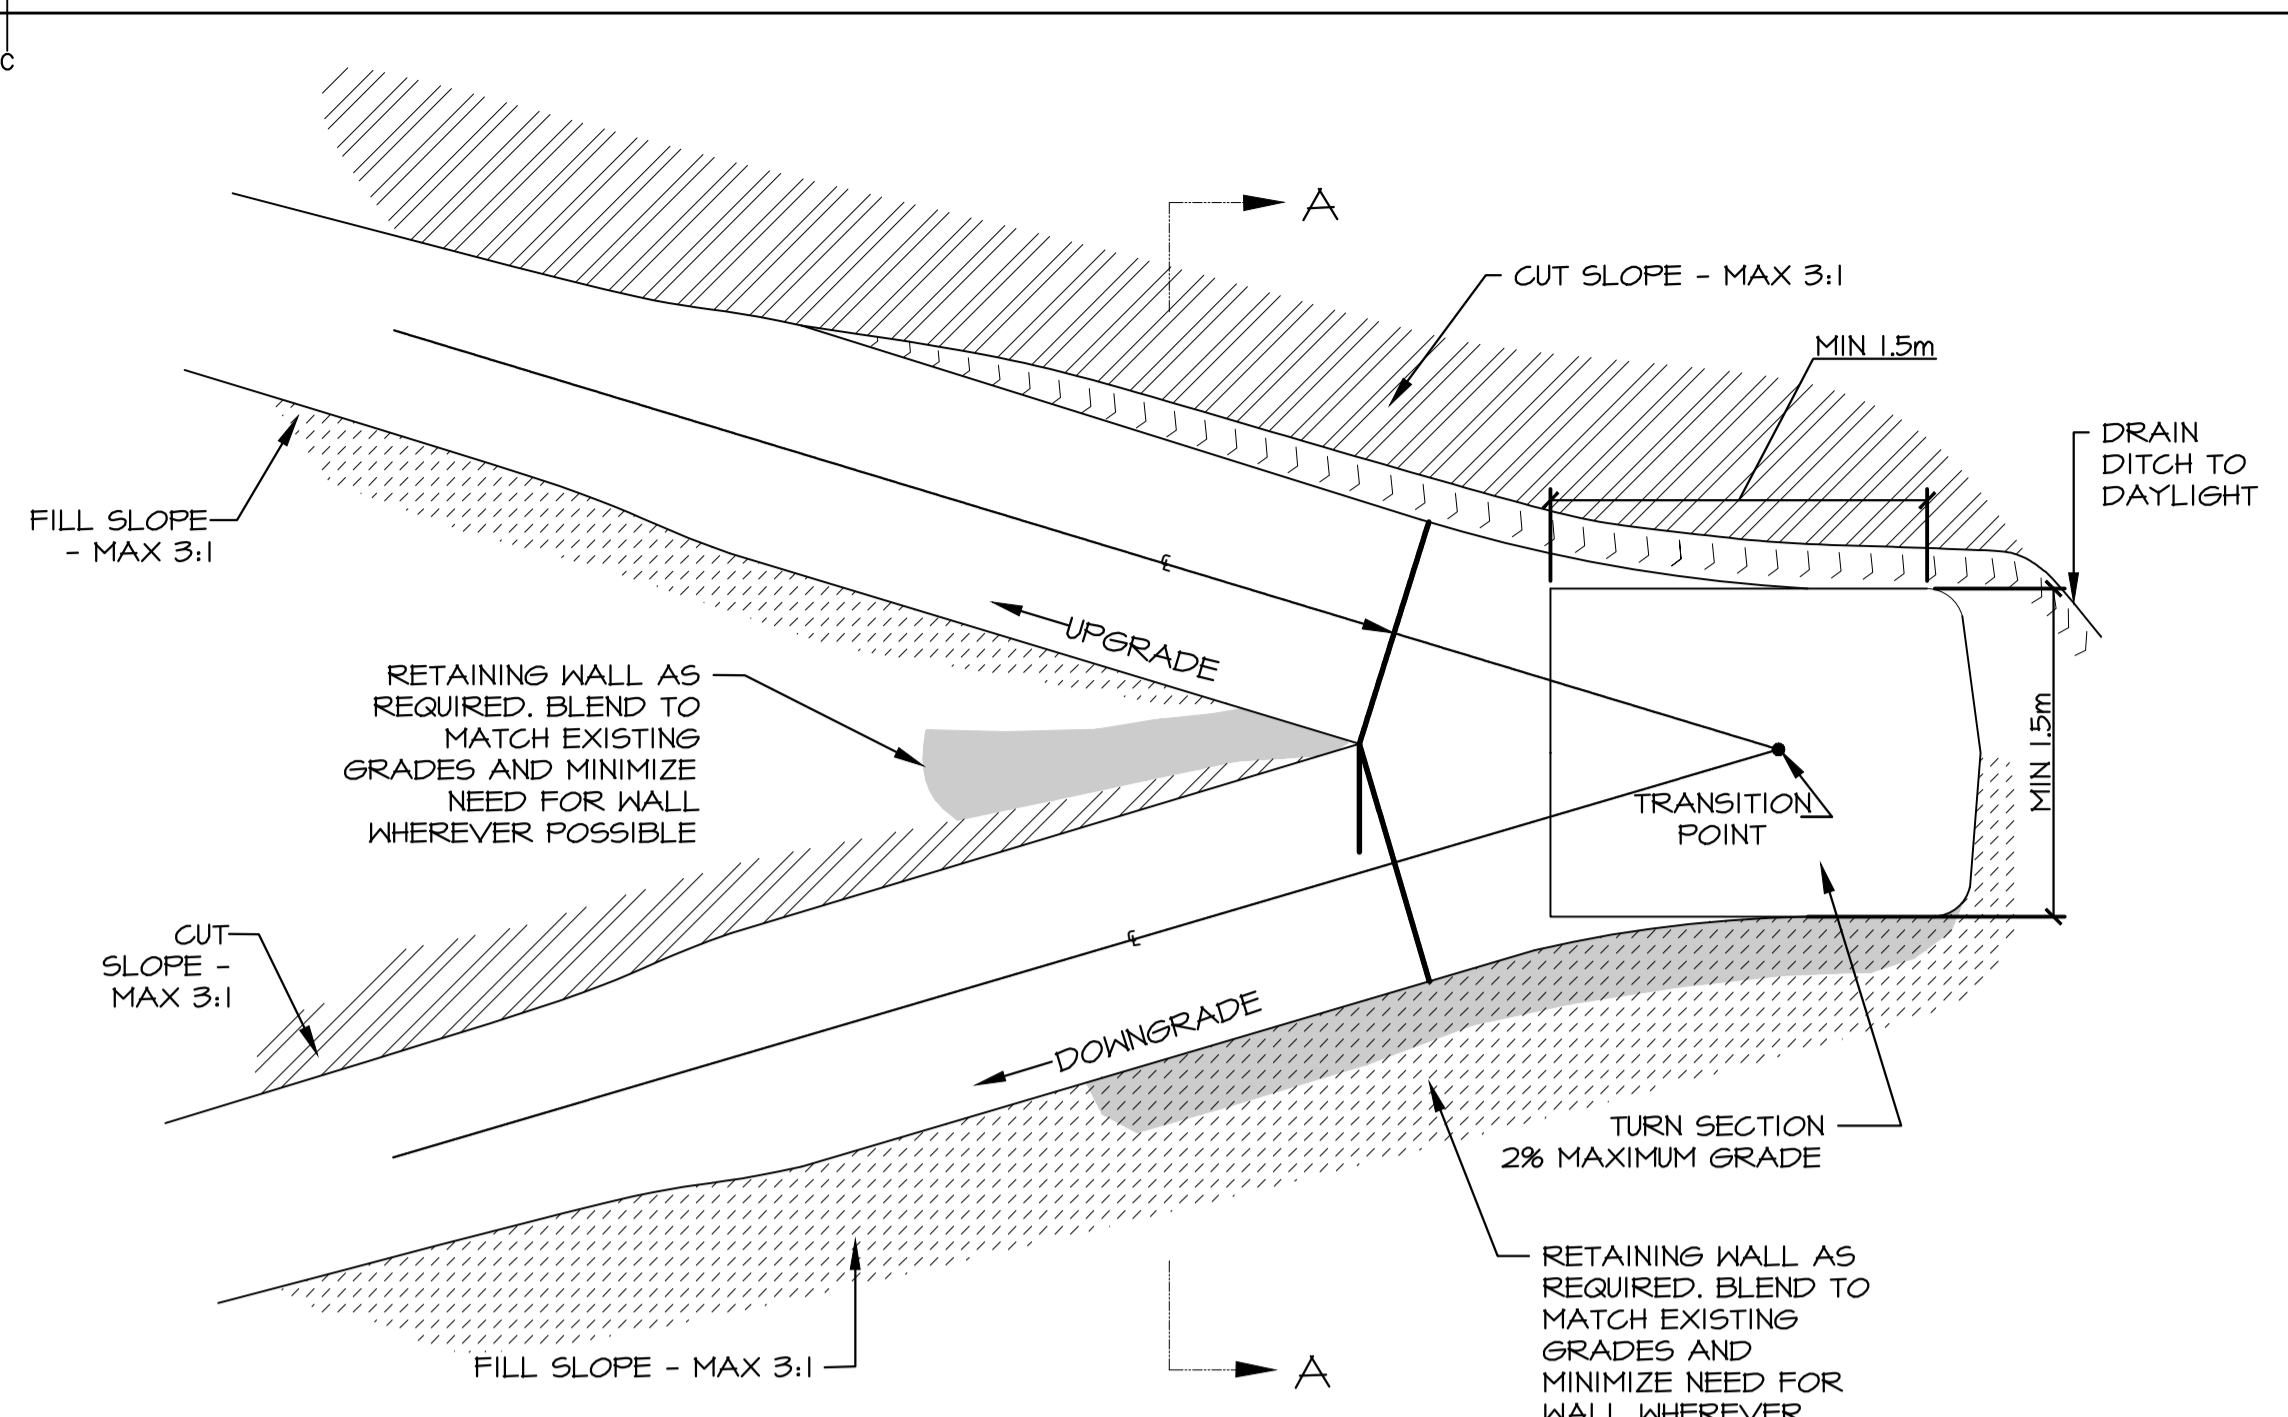 C
A
CUT SLOPE - MAX 3:1
MIN 1.5m
DRAIN
DITCH TO
DAYLIGHT
FILL SLOPE
- MAX 3:1
℄
UPGRADE
RETAINING WALL AS
REQUIRED. BLEND TO
MATCH EXISTING
GRADES AND MINIMIZE
NEED FOR WALL
WHEREVER POSSIBLE
MIN 1.5m
TRANSITION
POINT
CUT
SLOPE -
MAX 3:1
℄
DOWNGRADE
TURN SECTION
2% MAXIMUM GRADE
RETAINING WALL AS
REQUIRED. BLEND TO
MATCH EXISTING
GRADES AND
MINIMIZE NEED FOR
WALL WHEREVER
FILL SLOPE - MAX 3:1
A